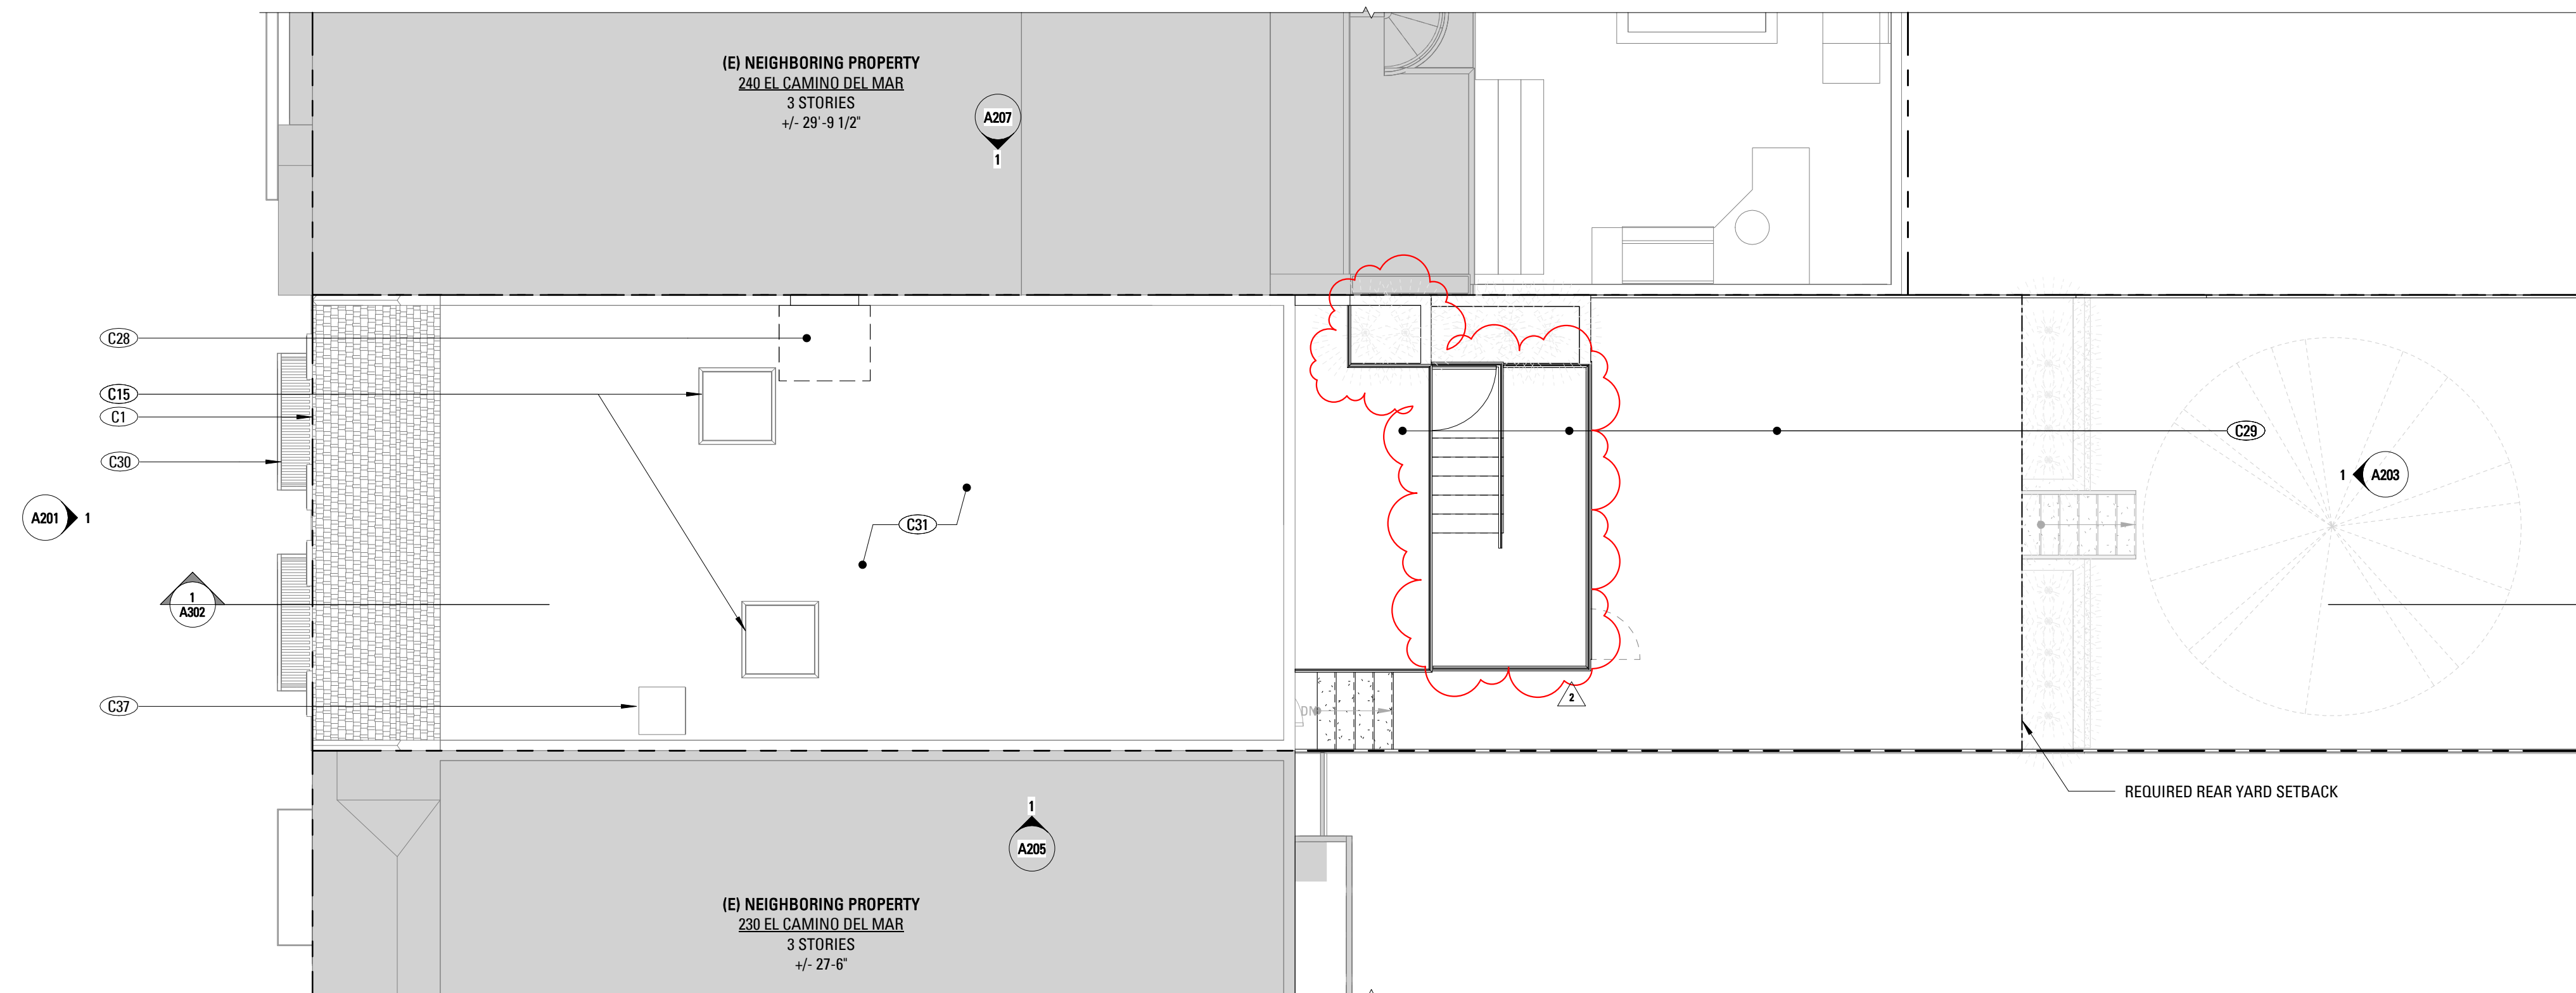 (E) NEIGHBORING PROPERTY
240 EL CAMINO DEL MAR
3 STORIES
+/- 29'-9 1/2"
A207
1
C28
C15
C1
C30
C29
1
A203
A201
1
C31
1
A302
C37
2
DN
REQUIRED REAR YARD SETBACK
1
A205
(E) NEIGHBORING PROPERTY
230 EL CAMINO DEL MAR
3 STORIES
+/- 27-6"